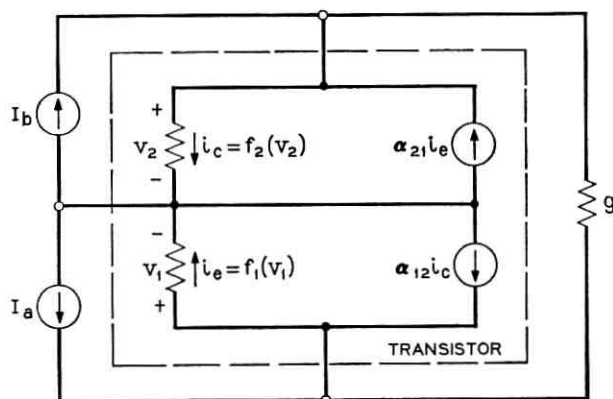 I_b
+
v_2
i_c = f_2(v_2)
−
α_21 i_e
g
−
v_1
i_e = f_1(v_1)
+
α_12 i_c
I_a
TRANSISTOR